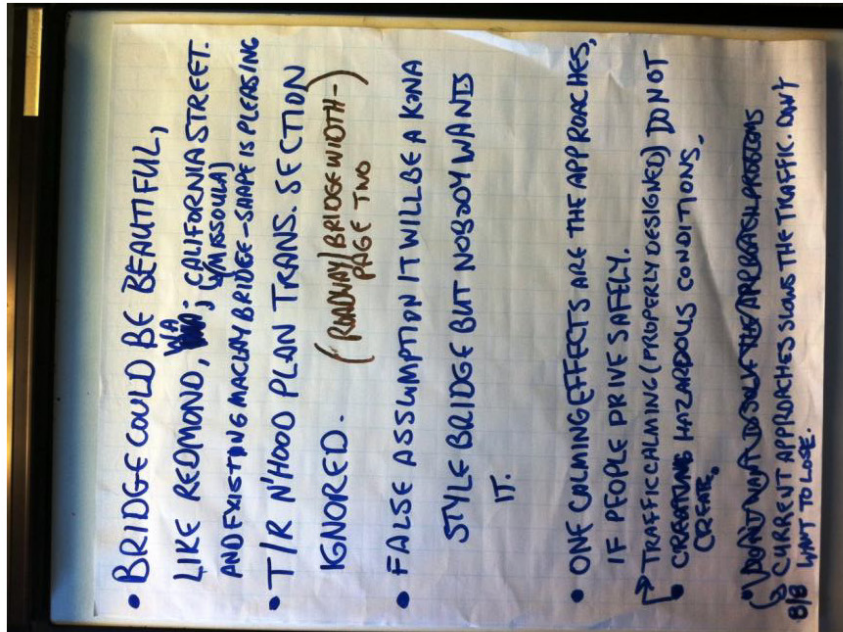 • BRIDGE COULD BE BEAUTIFUL,
LIKE REDMOND, WA; CALIFORNIA STREET.
(MISSOULA)
AND EXISTING MACLAY BRIDGE - SHAPE IS PLEASING
• T/R N'HOOD PLAN TRANS. SECTION
IGNORED. (ROADWAY/BRIDGE WIDTH -
PAGE TWO)
• FALSE ASSUMPTION IT WILL BE A KONA
STYLE BRIDGE BUT NOBODY WANTS
IT.
• ONE CALMING EFFECTS ARE THE APPROACHES,
IF PEOPLE DRIVE SAFELY.
• TRAFFIC CALMING (PROPERLY DESIGNED) DO NOT
CREATING HAZARDOUS CONDITIONS.
CREATE
• DON'T WANT TO SOLVE THE APPROACH PROBLEMS
CURRENT APPROACHES SLOWS THE TRAFFIC. DON'T
8/8 WANT TO LOSE.